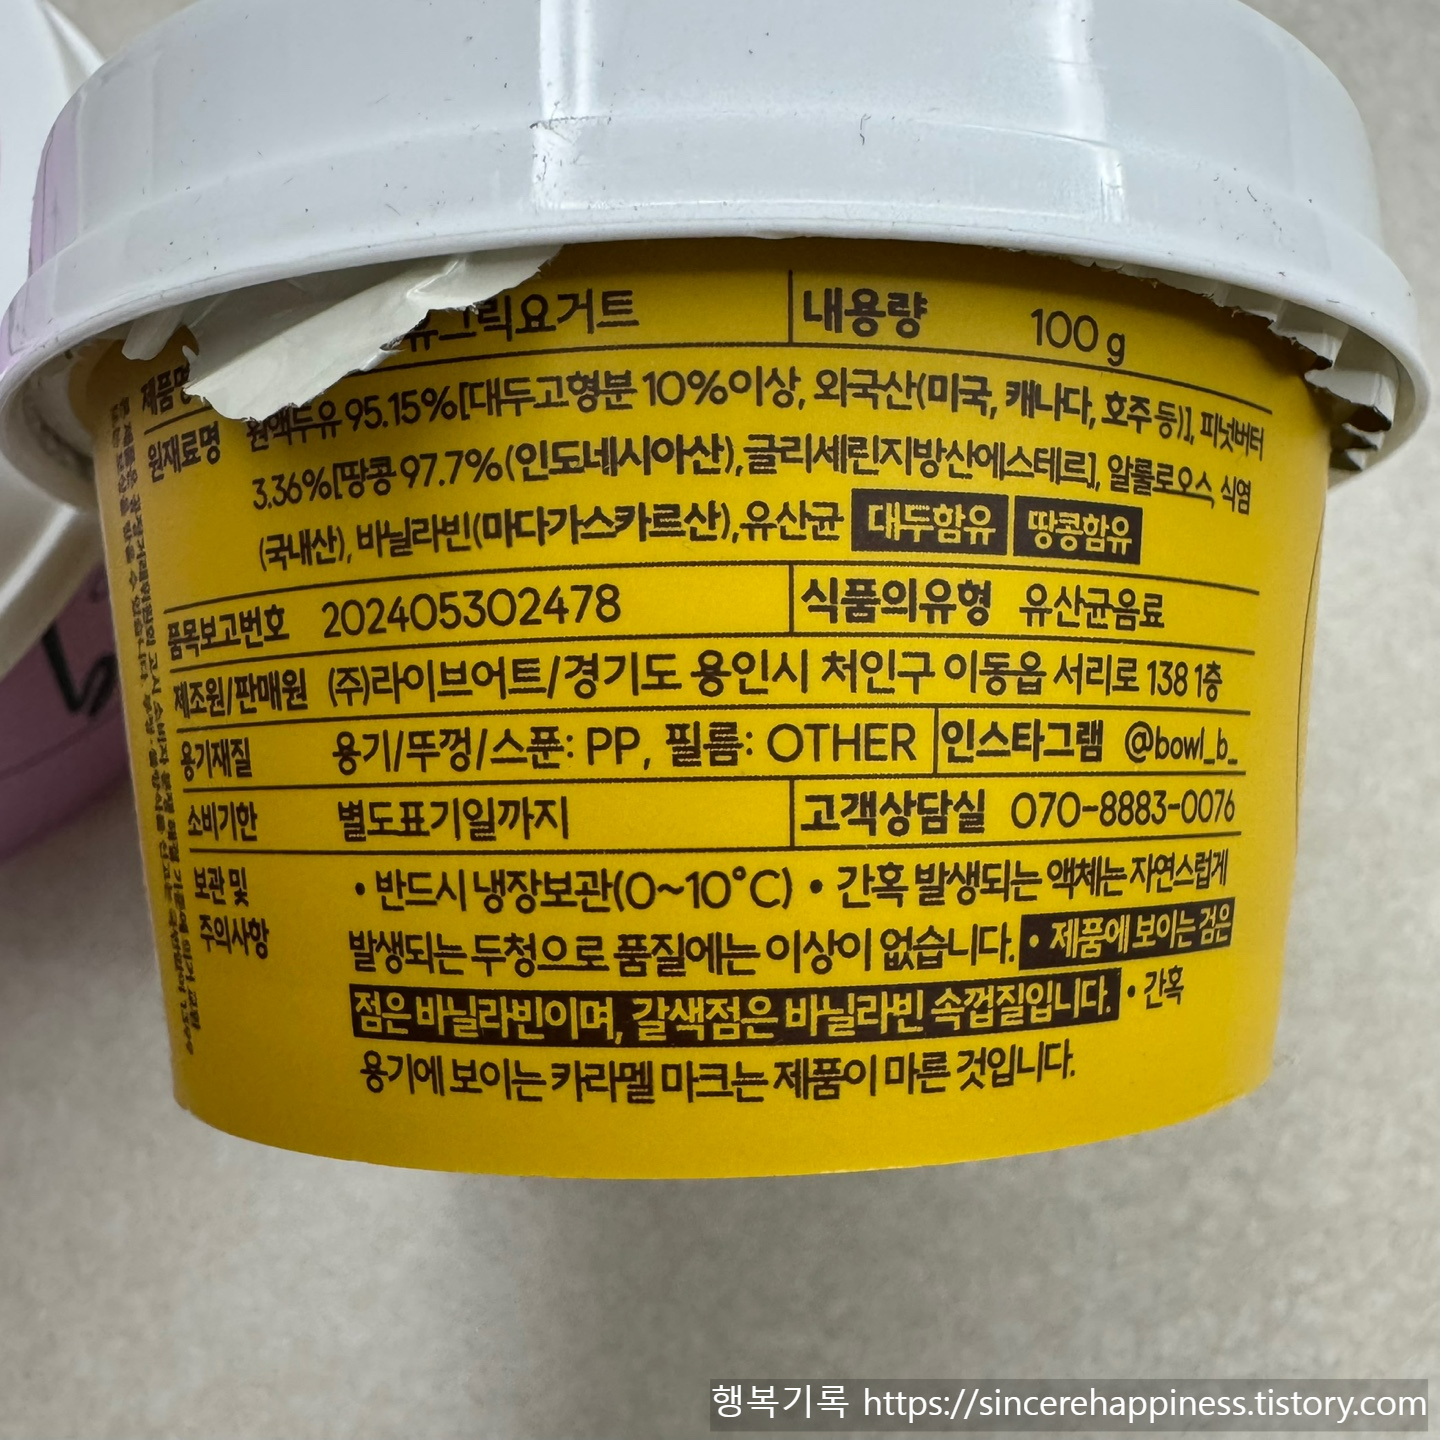 그릭요거트 내용량 100 g
제품명
원재료명 원액두유 95.15%[대두고형분 10%이상, 외국산(미국, 캐나다, 호주 등)], 피넛버터
3.36%[땅콩 97.7%(인도네시아산),글리세린지방산에스테르], 알룰로오스, 식염
(국내산), 바닐라빈(마다가스카르산),유산균 대두함유 땅콩함유
품목보고번호 202405302478 식품의유형 유산균음료
제조원/판매원 (주)라이브어트/경기도 용인시 처인구 이동읍 서리로 138 1층
용기재질 용기/뚜껑/스푼: PP, 필름: OTHER 인스타그램 @bowl_b_
소비기한 별도표기일까지 고객상담실 070-8883-0076
보관 및
주의사항
• 반드시 냉장보관(0~10°C) • 간혹 발생되는 액체는 자연스럽게
발생되는 두청으로 품질에는 이상이 없습니다. • 제품에 보이는 검은
점은 바닐라빈이며, 갈색점은 바닐라빈 속껍질입니다. • 간혹
용기에 보이는 카라멜 마크는 제품이 마른 것입니다.
행복기록 https://sincerehappiness.tistory.com